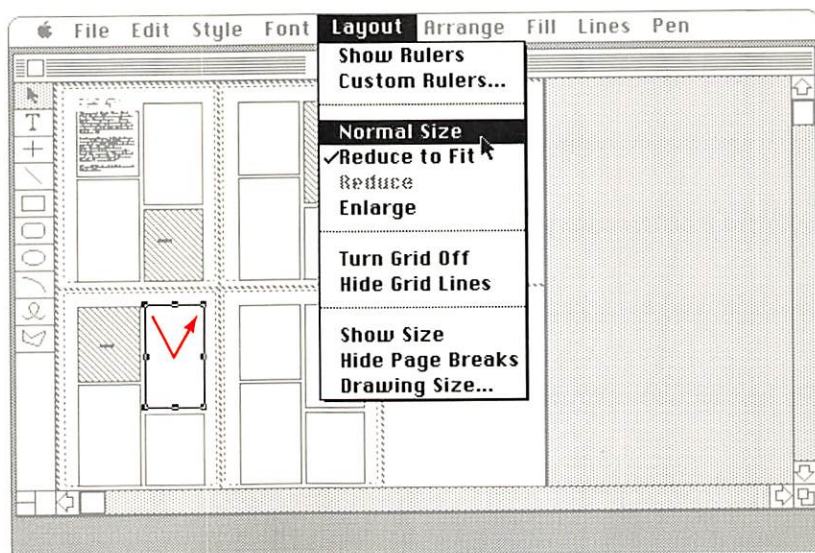 File Edit Style Font Layout Arrange Fill Lines Pen
Show Rulers
Custom Rulers...
Normal Size
✓Reduce to Fit
Reduce
Enlarge
Turn Grid Off
Hide Grid Lines
Show Size
Hide Page Breaks
Drawing Size...
T